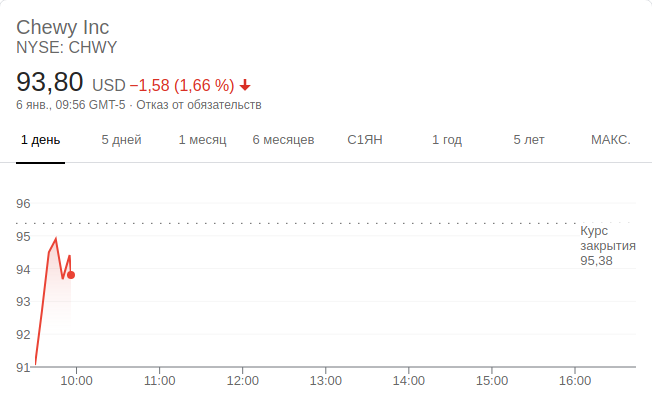 Chewy Inc
NYSE: CHWY
93,80 USD −1,58 (1,66 %)
6 янв., 09:56 GMT-5 · Отказ от обязательств
1 день 5 дней 1 месяц 6 месяцев С1ЯН 1 год 5 лет МАКС.
96
95
94
93
92
91
Курс
закрытия
95,38
10:00 11:00 12:00 13:00 14:00 15:00 16:00